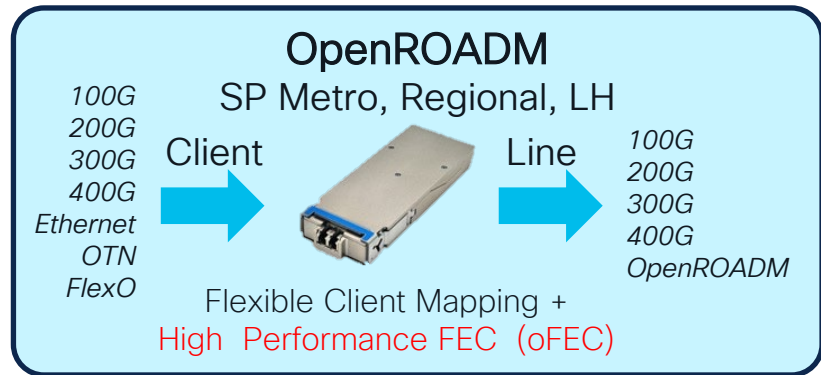 OpenROADM
SP Metro, Regional, LH
100G
200G
300G
400G
Ethernet
OTN
FlexO
Client
Line
100G
200G
300G
400G
OpenROADM
Flexible Client Mapping +
High Performance FEC (oFEC)